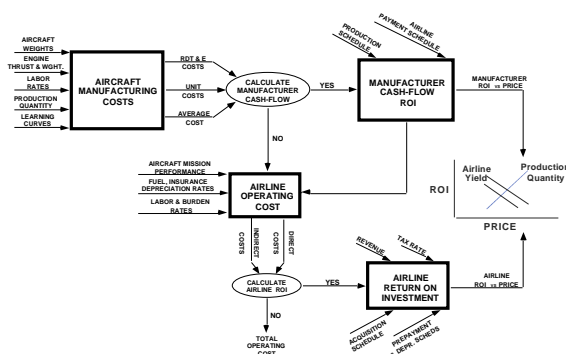 AIRCRAFT
WEIGHTS
ENGINE
THRUST & WGHT.
LABOR
RATES
PRODUCTION
QUANTITY
LEARNING
CURVES
AIRCRAFT
MANUFACTURING
COSTS
RDT & E
COSTS
UNIT
COSTS
AVERAGE
COST
CALCULATE
MANUFACTURER
CASH-FLOW
YES
NO
PRODUCTION
SCHEDULE
AIRLINE
PAYMENT SCHEDULE
MANUFACTURER
CASH-FLOW
ROI
MANUFACTURER
ROI vs PRICE
AIRCRAFT MISSION
PERFORMANCE
FUEL, INSURANCE
DEPRECIATION RATES
LABOR & BURDEN
RATES
AIRLINE
OPERATING
COST
Airline
Yield
Production
Quantity
ROI
PRICE
INDIRECT
COSTS
DIRECT
COSTS
CALCULATE
AIRLINE ROI
YES
NO
TOTAL
OPERATING
COST
REVENUE
TAX RATE
AIRLINE
RETURN ON
INVESTMENT
AIRLINE
ROI vs PRICE
ACQUISITION
SCHEDULE
PREPAYMENT
DEPR. SCHEDS